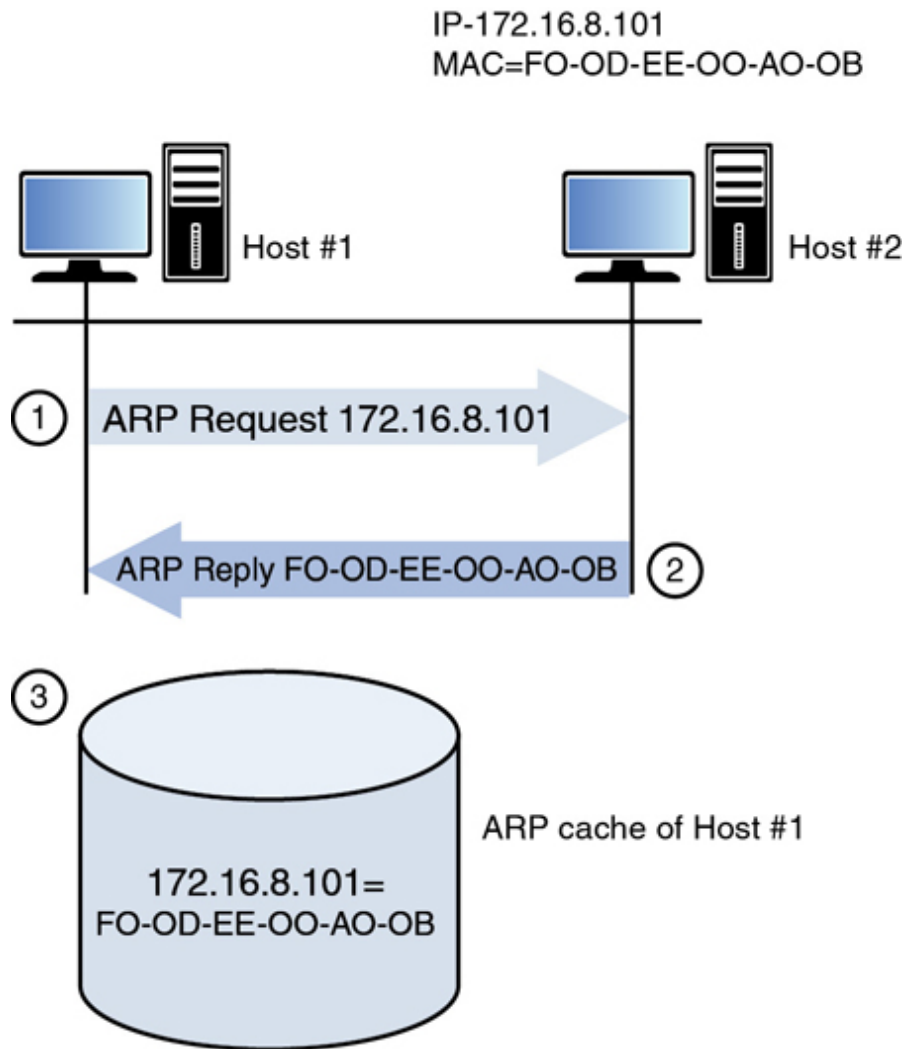 IP-172.16.8.101
MAC=FO-OD-EE-OO-AO-OB
Host #1
Host #2
1
ARP Request 172.16.8.101
ARP Reply FO-OD-EE-OO-AO-OB
2
3
ARP cache of Host #1
172.16.8.101=
FO-OD-EE-OO-AO-OB